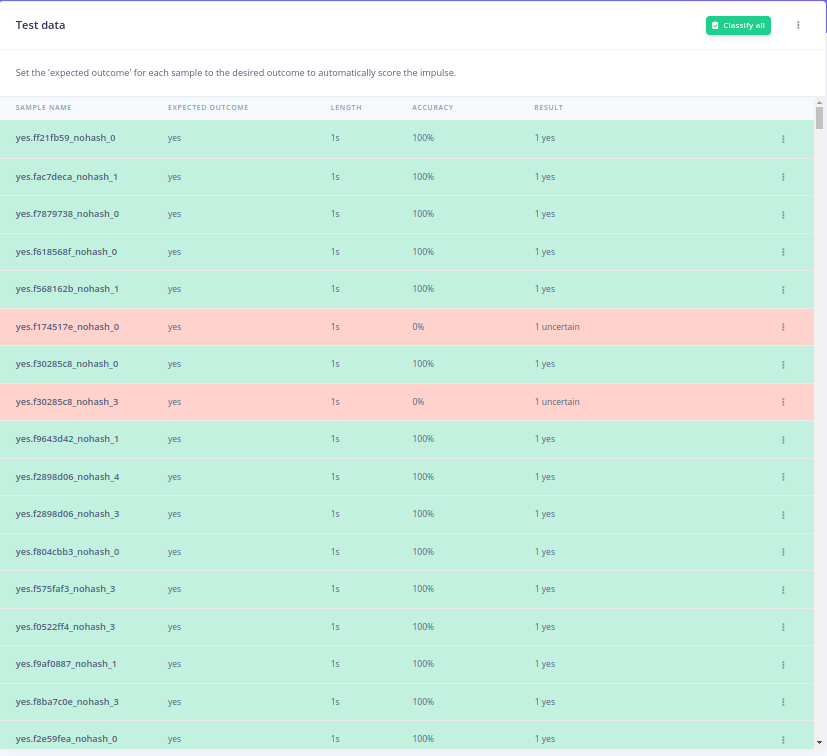 Test data
Classify all
Set the 'expected outcome' for each sample to the desired outcome to automatically score the impulse.
SAMPLE NAME EXPECTED OUTCOME LENGTH ACCURACY RESULT
yes.ff21fb59_nohash_0 yes 1s 100% 1 yes
yes.fac7deca_nohash_1 yes 1s 100% 1 yes
yes.f7879738_nohash_0 yes 1s 100% 1 yes
yes.f618568f_nohash_0 yes 1s 100% 1 yes
yes.f568162b_nohash_1 yes 1s 100% 1 yes
yes.f174517e_nohash_0 yes 1s 0% 1 uncertain
yes.f30285c8_nohash_0 yes 1s 100% 1 yes
yes.f30285c8_nohash_3 yes 1s 0% 1 uncertain
yes.f9643d42_nohash_1 yes 1s 100% 1 yes
yes.f2898d06_nohash_4 yes 1s 100% 1 yes
yes.f2898d06_nohash_3 yes 1s 100% 1 yes
yes.f804cbb3_nohash_0 yes 1s 100% 1 yes
yes.f575faf3_nohash_3 yes 1s 100% 1 yes
yes.f0522ff4_nohash_3 yes 1s 100% 1 yes
yes.f9af0887_nohash_1 yes 1s 100% 1 yes
yes.f8ba7c0e_nohash_3 yes 1s 100% 1 yes
yes.f2e59fea_nohash_0 yes 1s 100% 1 yes